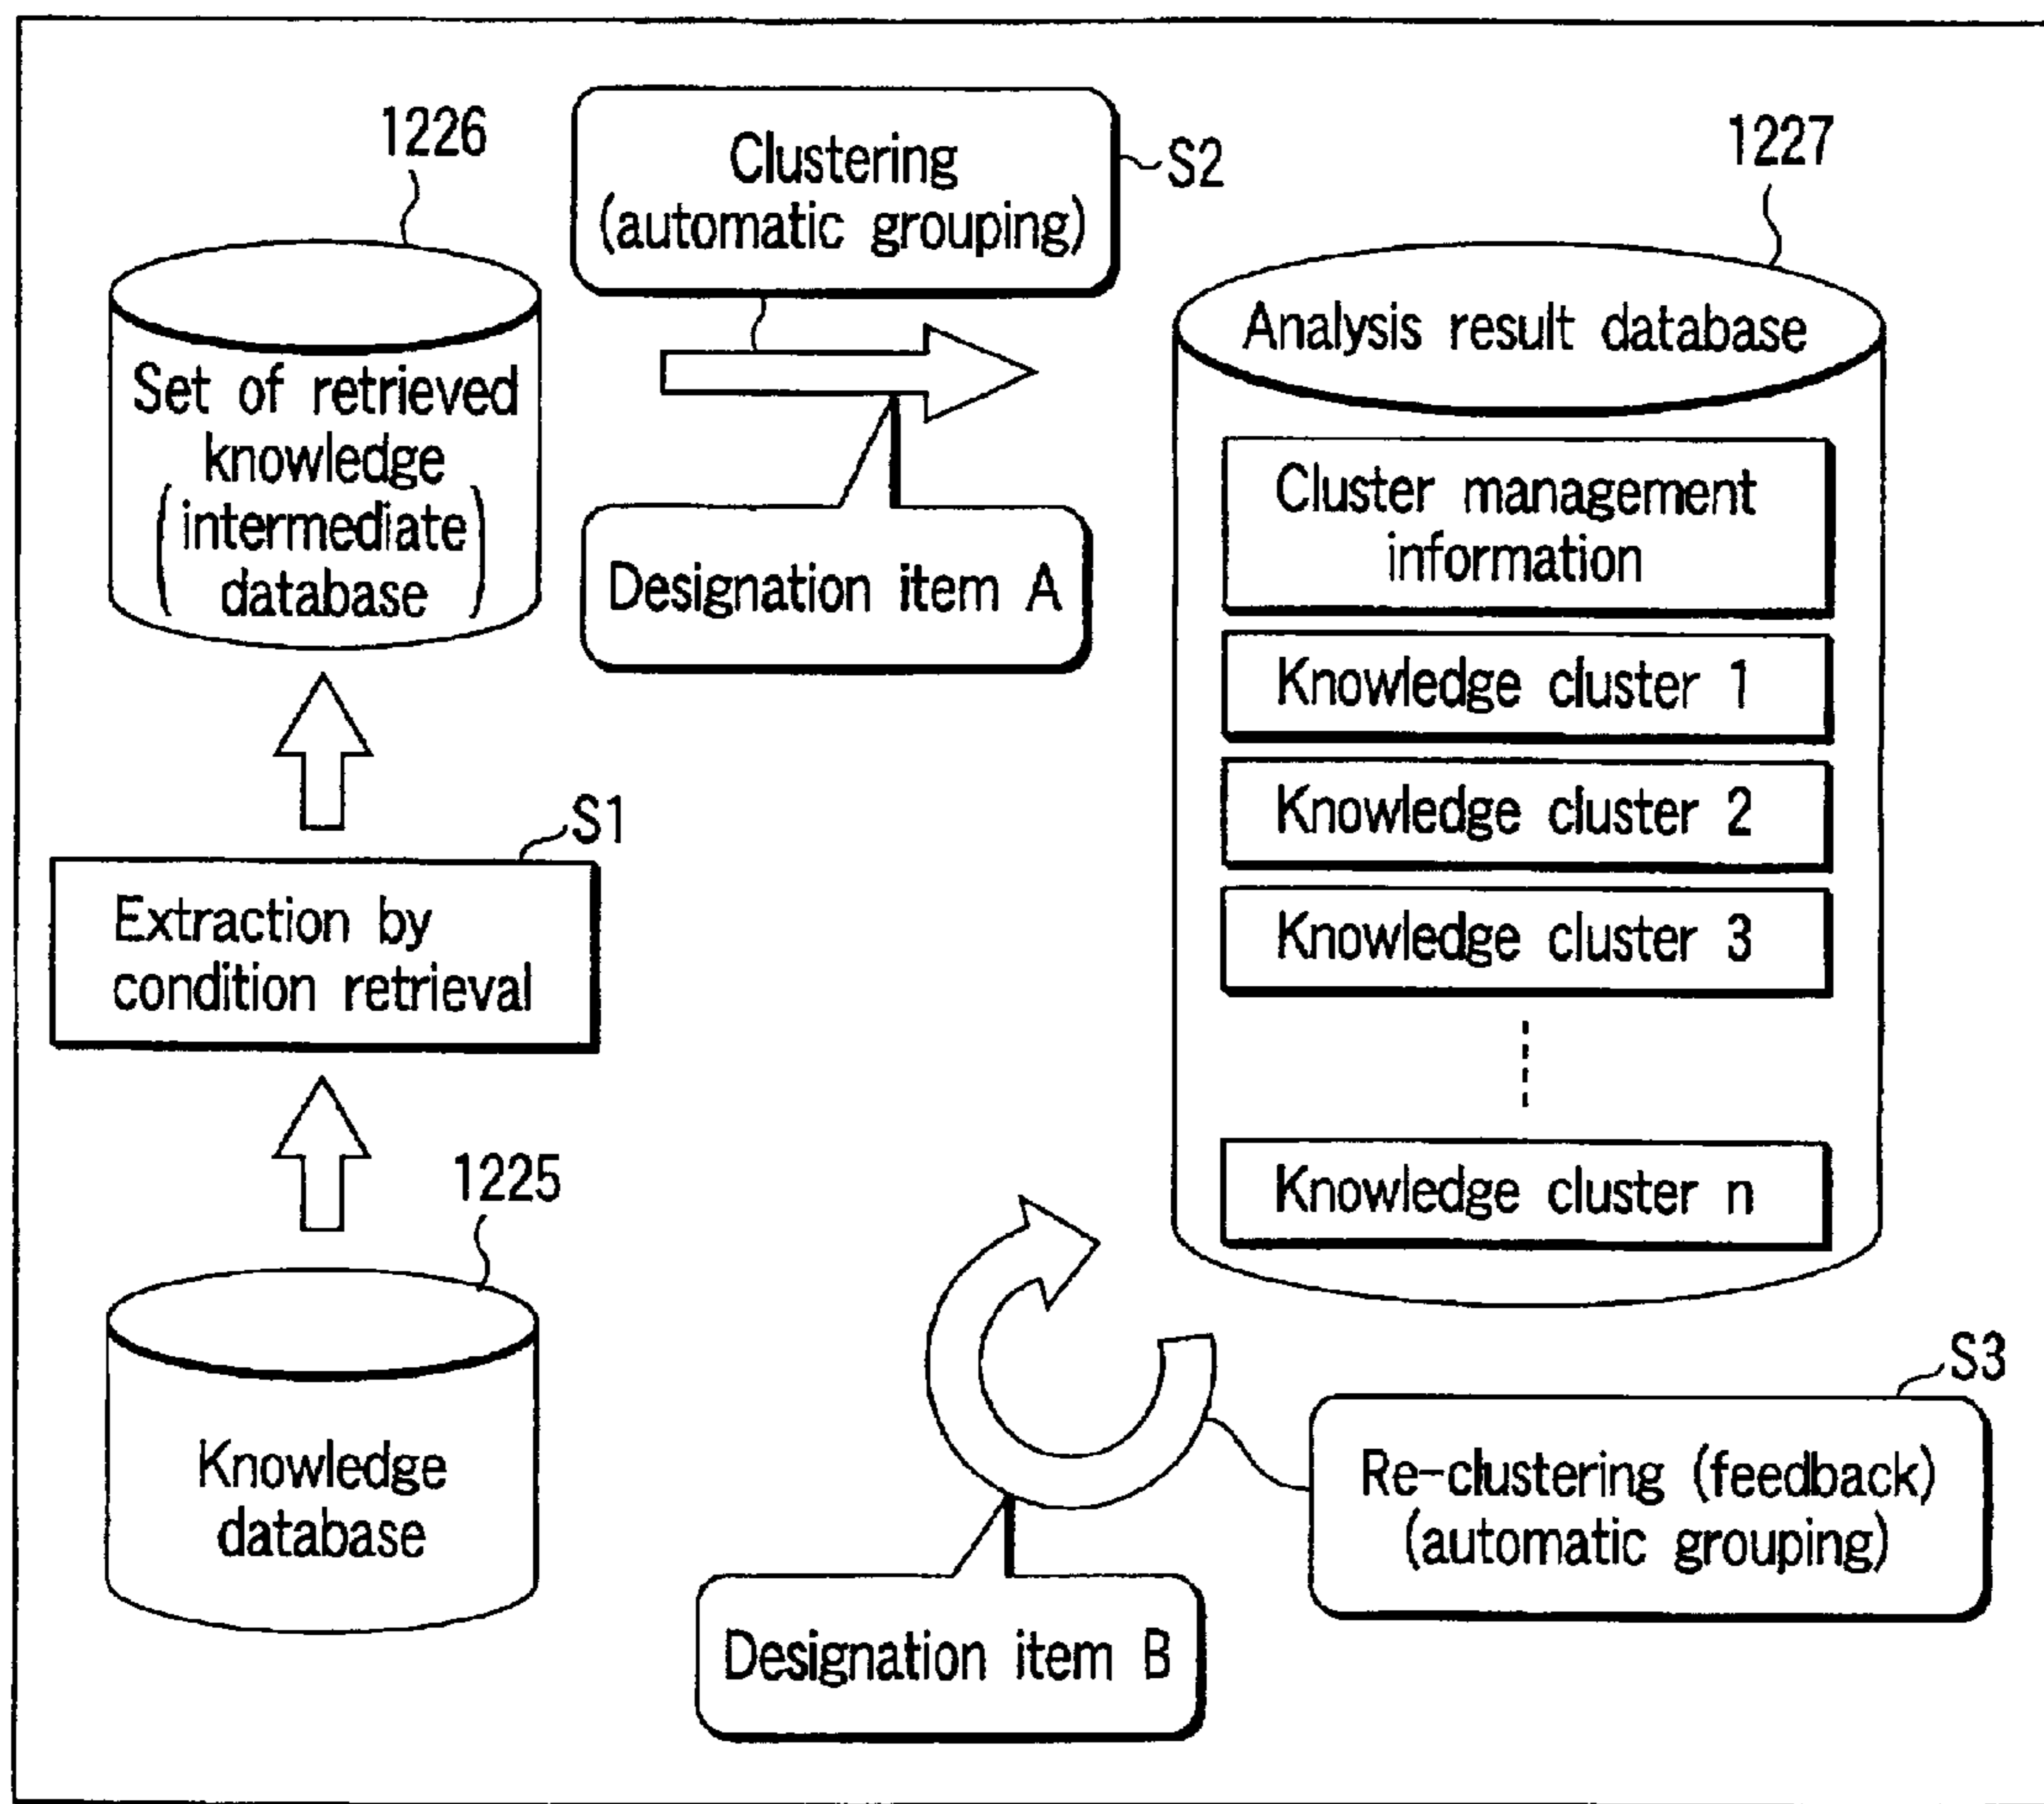 1226
Set of retrieved
knowledge
(intermediate
database)
Clustering
(automatic grouping)
S2
Designation item A
1227
Analysis result database
Cluster management
information
Knowledge cluster 1
Knowledge cluster 2
Knowledge cluster 3
Knowledge cluster n
S1
Extraction by
condition retrieval
1225
Knowledge
database
S3
Re-clustering (feedback)
(automatic grouping)
Designation item B